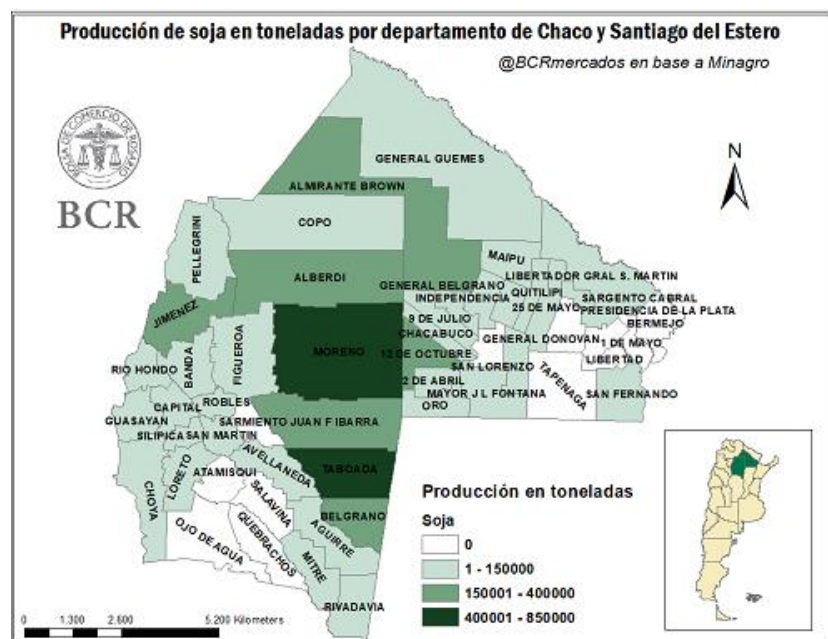 Producción de soja en toneladas por departamento de Chaco y Santiago del Estero
@BCRmercados en base a Minagro
BOLSA DE COMERCIO DE ROSARIO
BCR
N
GENERAL GUEMES
ALMIRANTE BROWN
COPO
PELLEGRINI
MAIPU
ALBERDI
LIBERTADOR GRAL S. MARTIN
GENERAL BELGRANO
INDEPENDENCIA
QUITILIPI
SARGENTO CABRAL
25 DE MAYO
PRESIDENCIA DE LA PLATA
JIMENEZ
9 DE JULIO
BERMEJO
CHACABUCO
GENERAL DONOVAN
1 DE MAYO
MORENO
12 DE OCTUBRE
LIBERTAD
FIGUEROA
BANDA
RIO HONDO
SAN LORENZO
TAPENAGA
2 DE ABRIL
MAYOR J L FONTANA
SAN FERNANDO
ORO
ROBLES
CAPITAL
GUASAYAN
SARMIENTO
JUAN F IBARRA
SILIPICA
SAN MARTIN
AVELLANEDA
TABOADA
ATAMISQUI
LORETO
CHOYA
SALAVINA
BELGRANO
OJO DE AGUA
QUEBRACHOS
AGUIRRE
MITRE
RIVADAVIA
Producción en toneladas
Soja
0
1 - 150000
150001 - 400000
400001 - 850000
0 1.300 2.600 5.200 Kilometers